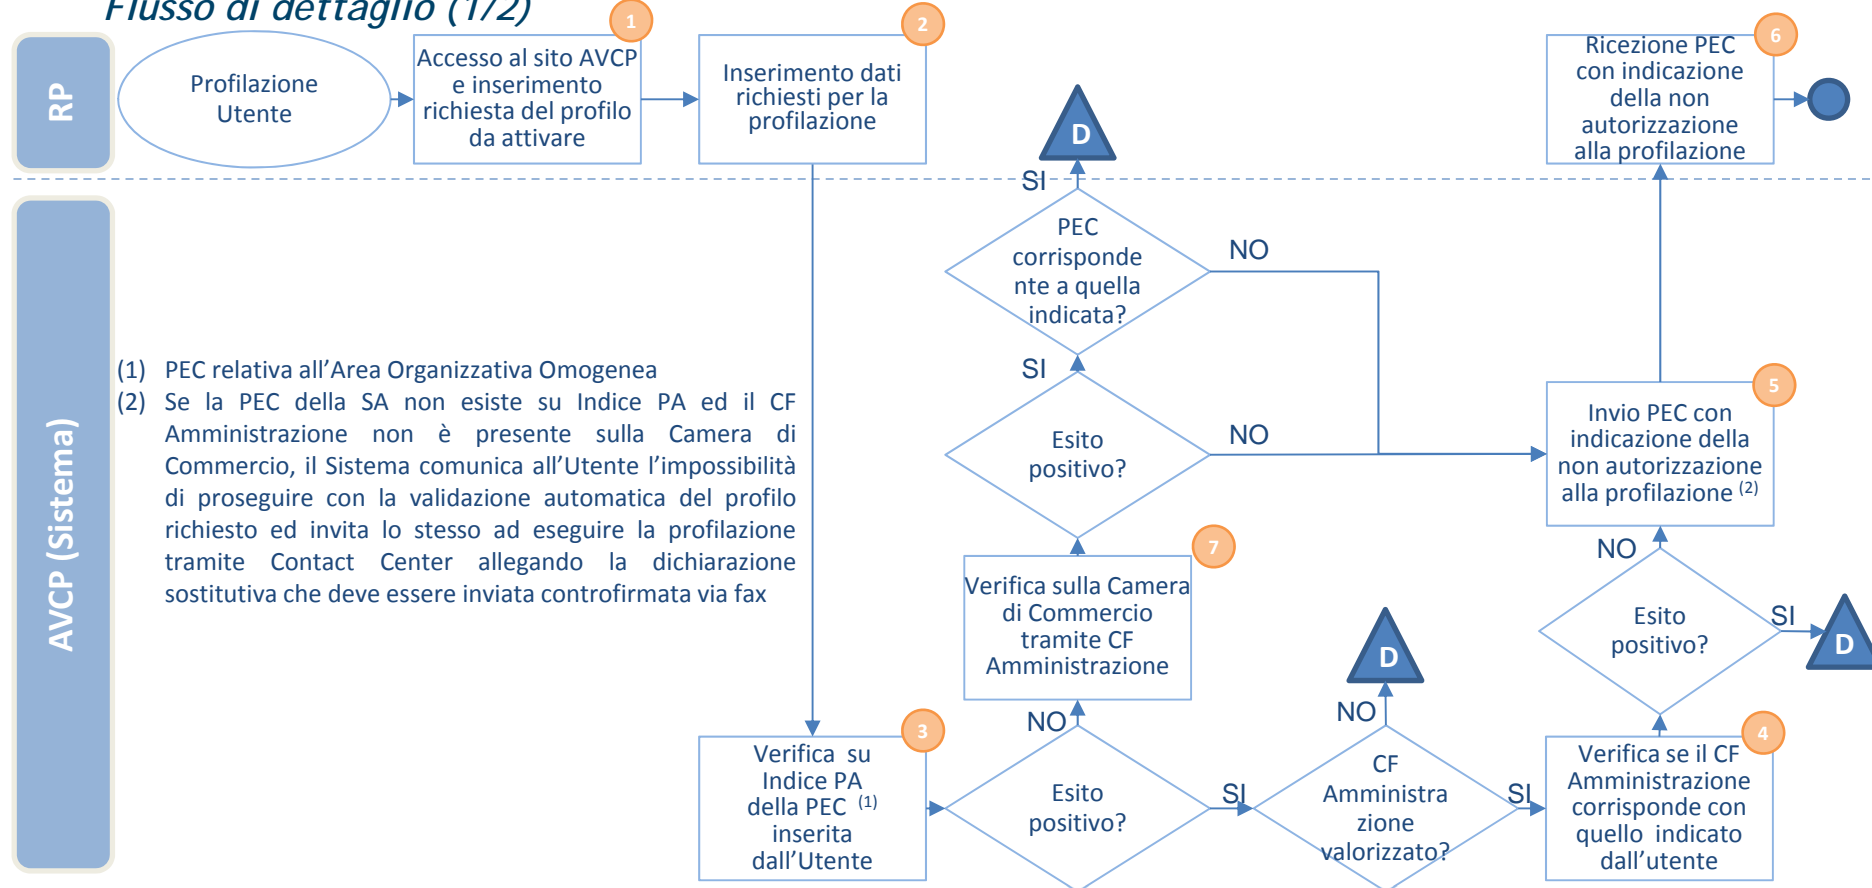 Flusso di dettaglio (1/2)
RP
Profilazione
Utente
1
Accesso al sito AVCP
e inserimento
richiesta del profilo
da attivare
2
Inserimento dati
richiesti per la
profilazione
D
6
Ricezione PEC
con indicazione
della non
autorizzazione
alla profilazione
AVCP (Sistema)
SI
PEC
corrisponde
nte a quella
indicata?
NO
(1) PEC relativa all’Area Organizzativa Omogenea
(2) Se la PEC della SA non esiste su Indice PA ed il CF
Amministrazione non è presente sulla Camera di
Commercio, il Sistema comunica all’Utente l’impossibilità
di proseguire con la validazione automatica del profilo
richiesto ed invita lo stesso ad eseguire la profilazione
tramite Contact Center allegando la dichiarazione
sostitutiva che deve essere inviata controfirmata via fax
SI
Esito
positivo?
NO
5
Invio PEC con
indicazione della
non autorizzazione
alla profilazione (2)
7
Verifica sulla Camera
di Commercio
tramite CF
Amministrazione
NO
Esito
positivo?
SI
D
D
NO
3
Verifica su
Indice PA
della PEC (1)
inserita
dall’Utente
NO
Esito
positivo?
SI
CF
Amministra
zione
valorizzato?
SI
4
Verifica se il CF
Amministrazione
corrisponde con
quello indicato
dall’utente